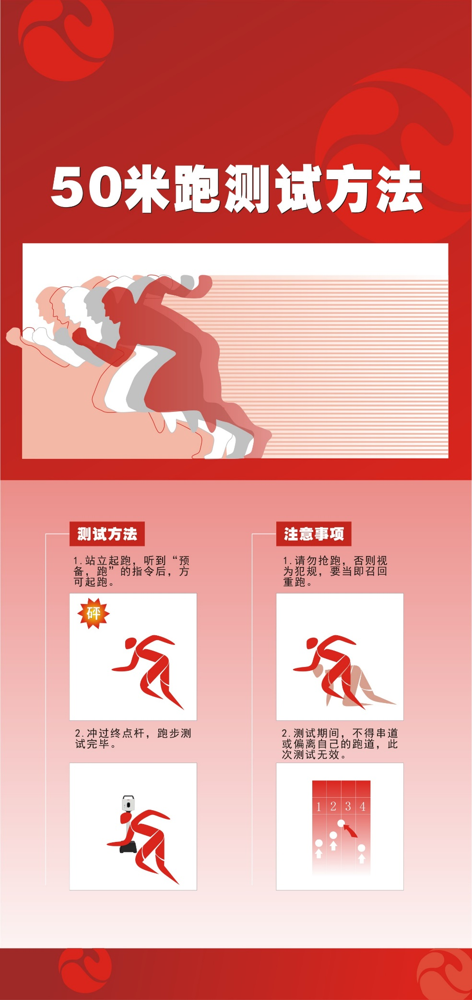 50米跑测试方法
测试方法
1.站立起跑，听到“预
备，跑”的指令后，方
可起跑。
砰
2.冲过终点杆，跑步测
试完毕。
注意事项
1.请勿抢跑，否则视
为犯规，要当即召回
重跑。
2.测试期间，不得串道
或偏离自己的跑道，此
次测试无效。
1 2 3 4